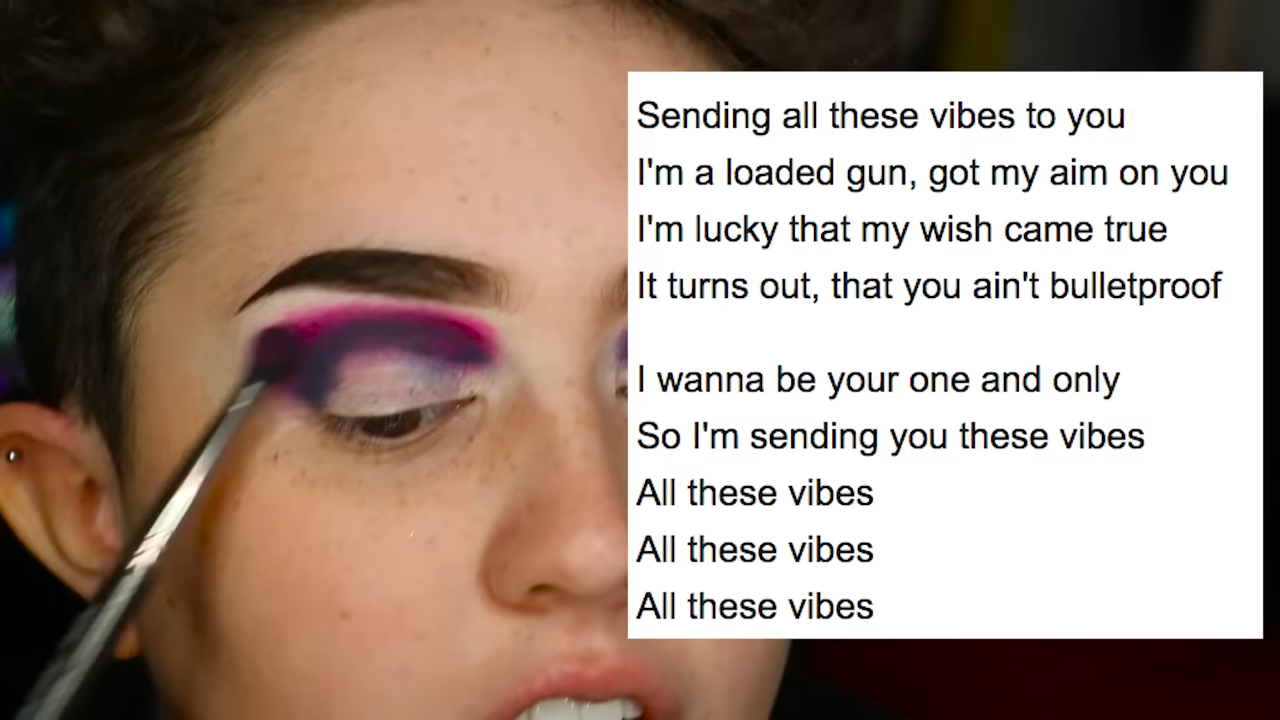 Sending all these vibes to you
I'm a loaded gun, got my aim on you
I'm lucky that my wish came true
It turns out, that you ain't bulletproof
I wanna be your one and only
So I'm sending you these vibes
All these vibes
All these vibes
All these vibes